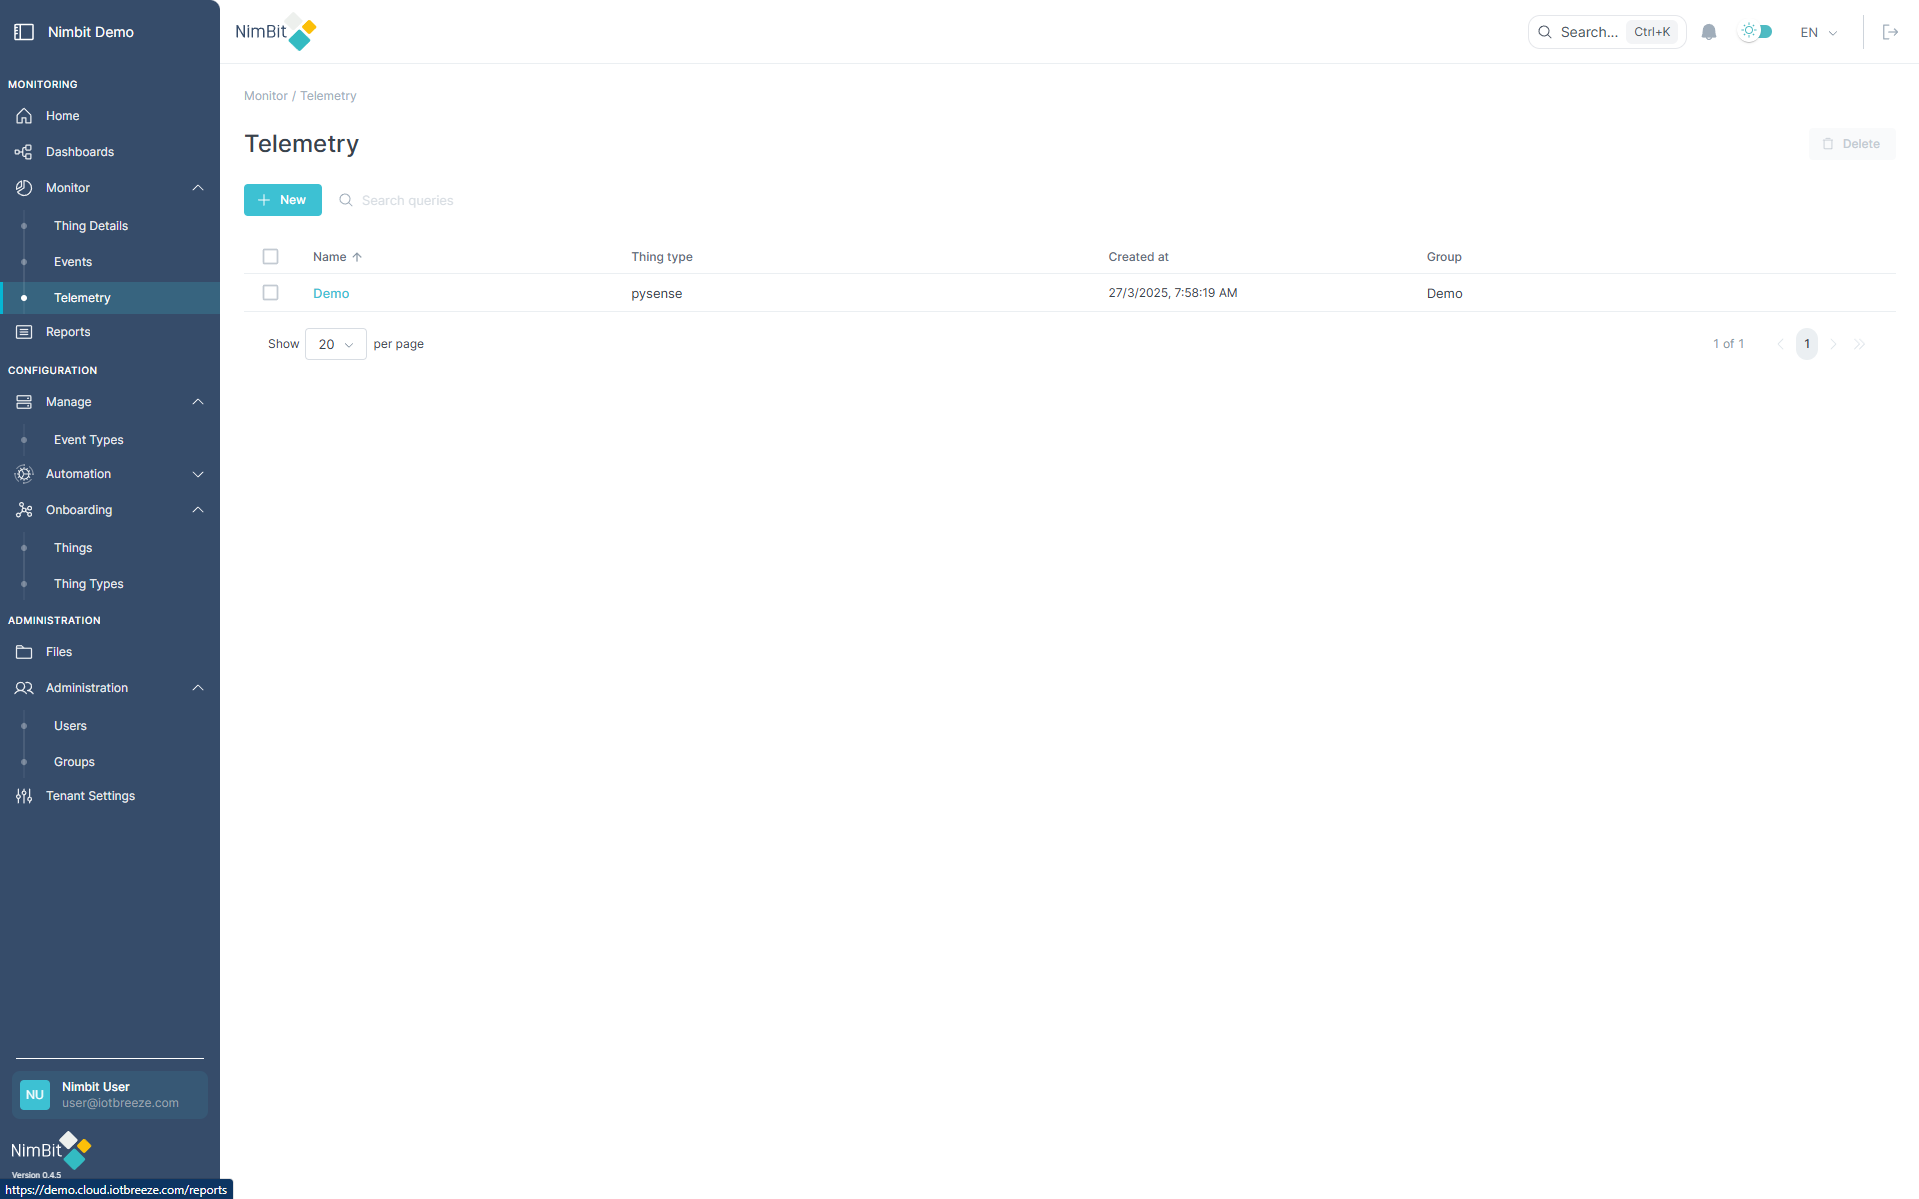 Nimbit Demo
NimBit
Search... Ctrl+K
EN
MONITORING
Home
Dashboards
Monitor
Thing Details
Events
Telemetry
Reports
CONFIGURATION
Manage
Event Types
Automation
Onboarding
Things
Thing Types
ADMINISTRATION
Files
Administration
Users
Groups
Tenant Settings
NU
Nimbit User
user@iotbreeze.com
NimBit
Version 0.4.5
https://demo.cloud.iotbreeze.com/reports
Monitor / Telemetry
Telemetry
Delete
New
Search queries
Name Thing type Created at Group
Demo pysense 27/3/2025, 7:58:19 AM Demo
Show 20 per page
1 of 1 1